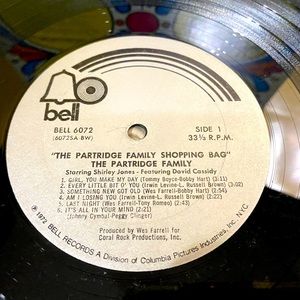 bell
BELL 6072
(6072SA-BW)
SIDE 1
33⅓ R.P.M.
"THE PARTRIDGE FAMILY SHOPPING BAG"
THE PARTRIDGE FAMILY
Starring Shirley Jones - Featuring David Cassidy
1. GIRL, YOU MAKE MY DAY (Tommy Boyce-Bobby Hart) (3:11)
2. EVERY LITTLE BIT O' YOU (Irwin Levine-L. Russell Brown) (3:00)
3. SOMETHING NEW GOT OLD (Wes Farrell-Bobby Hart) (2:40)
4. AM I LOSING YOU (Irwin Levine-L. Russell Brown) (2:22)
5. LAST NIGHT (Wes Farrell-Tony Romeo) (2:43)
6. IT'S ALL IN YOUR MIND (2:21)
(Johnny Cymbal-Peggy Clinger)
Produced by Wes Farrell for
Coral Rock Productions, Inc.
℗ 1972, BELL RECORDS A Division of Columbia Pictures Industries, Inc. NYC